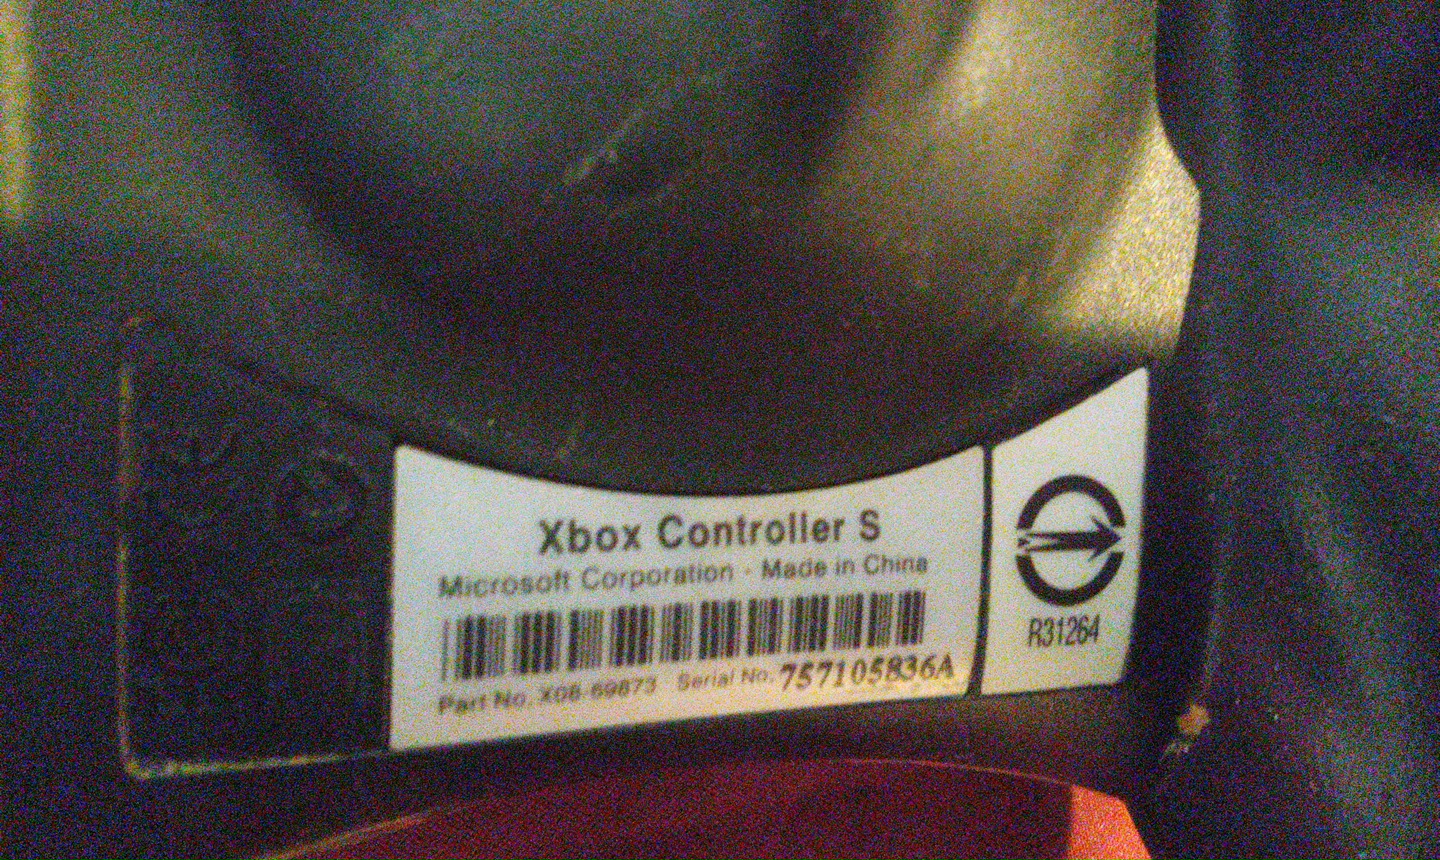 Xbox Controller S
Microsoft Corporation - Made in China
Part No. X08-69873 Serial No. 757105836A
R31264